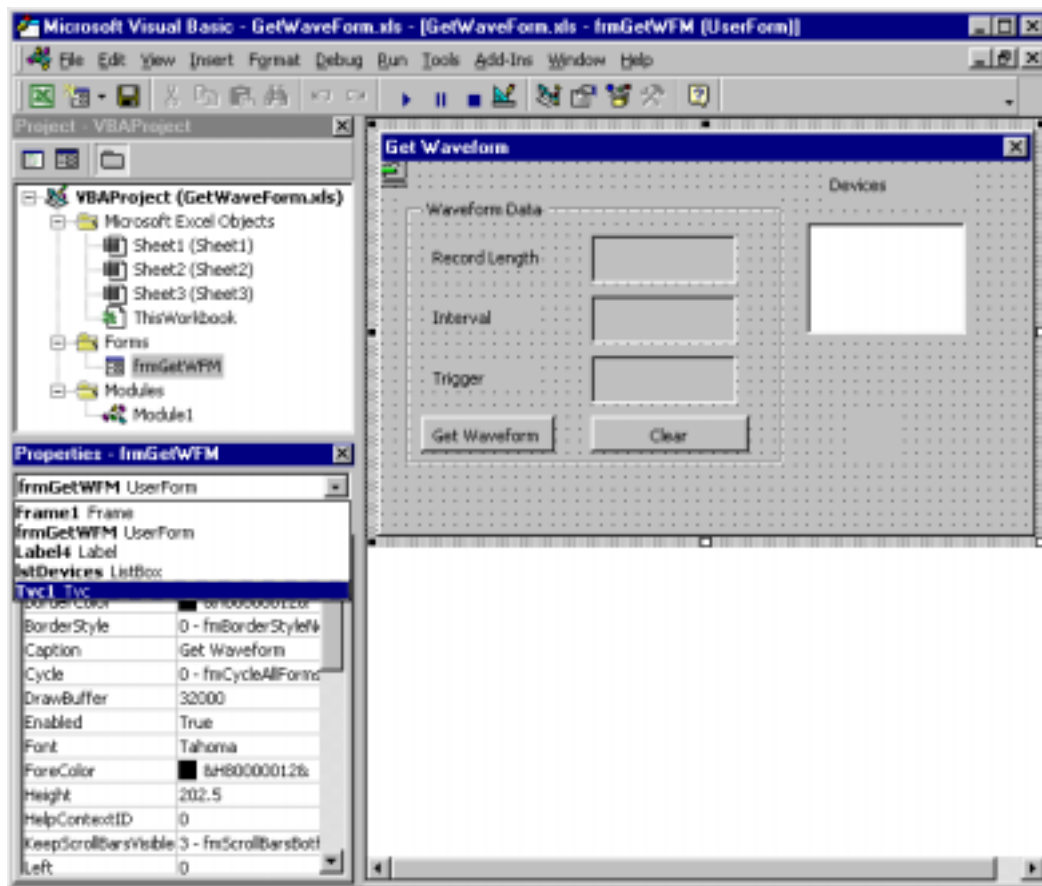 Microsoft Visual Basic - GetWaveForm.xls - [GetWaveForm.xls - frmGetWFM (UserForm)]
File Edit View Insert Format Debug Run Tools Add-Ins Window Help
Project - VBAProject
VBAProject (GetWaveForm.xls)
Microsoft Excel Objects
Sheet1 (Sheet1)
Sheet2 (Sheet2)
Sheet3 (Sheet3)
ThisWorkbook
Forms
frmGetWFM
Modules
Module1
Properties - frmGetWFM
frmGetWFM UserForm
Frame1 Frame
frmGetWFM UserForm
Label4 Label
lstDevices ListBox
Tvc1 Tvc
BorderColor &H80000012&
BorderStyle 0 - fmBorderStyleN
Caption Get Waveform
Cycle 0 - fmCycleAllForms
DrawBuffer 32000
Enabled True
Font Tahoma
ForeColor &H80000012&
Height 202.5
HelpContextID 0
KeepScrollBarsVisible 3 - fmScrollBarsBoth
Left 0
Get Waveform
Devices
Waveform Data
Record Length
Interval
Trigger
Get Waveform Clear